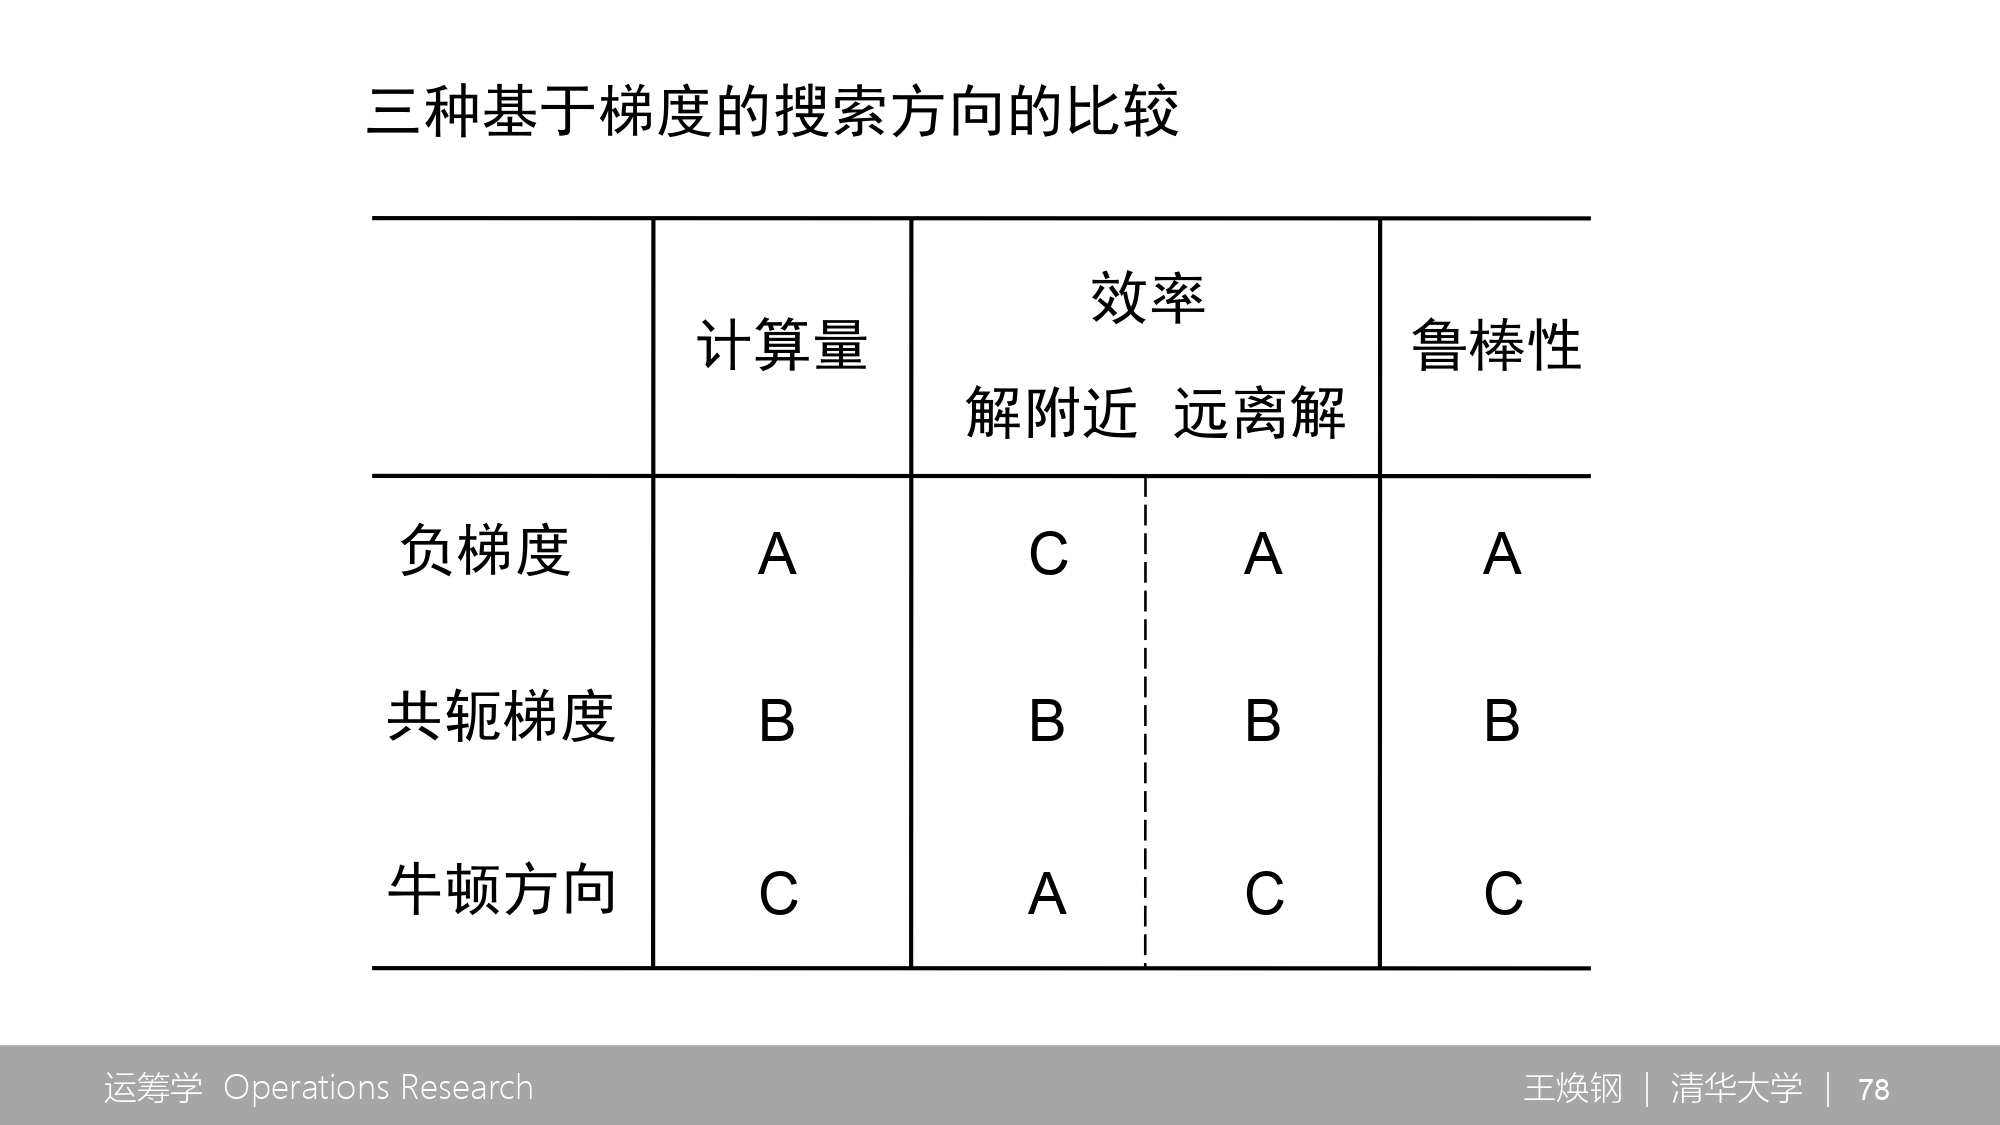 三种基于梯度的搜索方向的比较
计算量 效率 鲁棒性
解附近 远离解
负梯度 A C A A
共轭梯度 B B B B
牛顿方向 C A C C
运筹学 Operations Research 王焕钢 | 清华大学 | 78